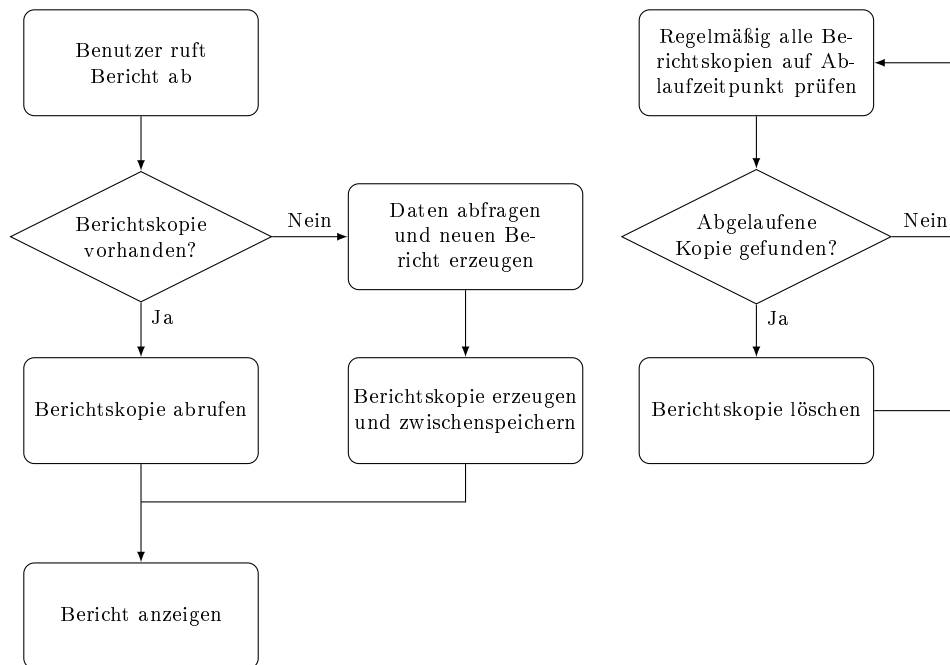 Benutzer ruft
Bericht ab
Berichtskopie
vorhanden?
Nein
Ja
Daten abfragen
und neuen Be-
richt erzeugen
Berichtskopie abrufen
Berichtskopie erzeugen
und zwischenspeichern
Bericht anzeigen
Regelmäßig alle Be-
richtskopien auf Ab-
laufzeitpunkt prüfen
Abgelaufene
Kopie gefunden?
Nein
Ja
Berichtskopie löschen